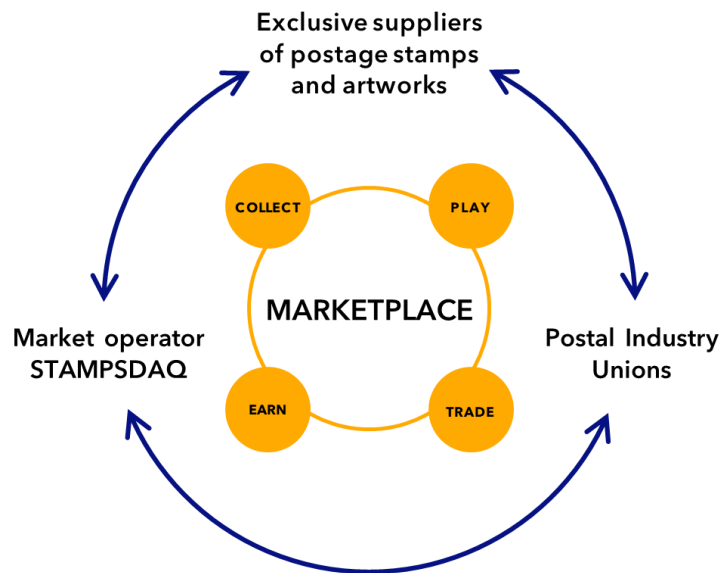 Exclusive suppliers
of postage stamps
and artworks
COLLECT
PLAY
MARKETPLACE
Market operator
STAMPSDAQ
Postal Industry
Unions
EARN
TRADE